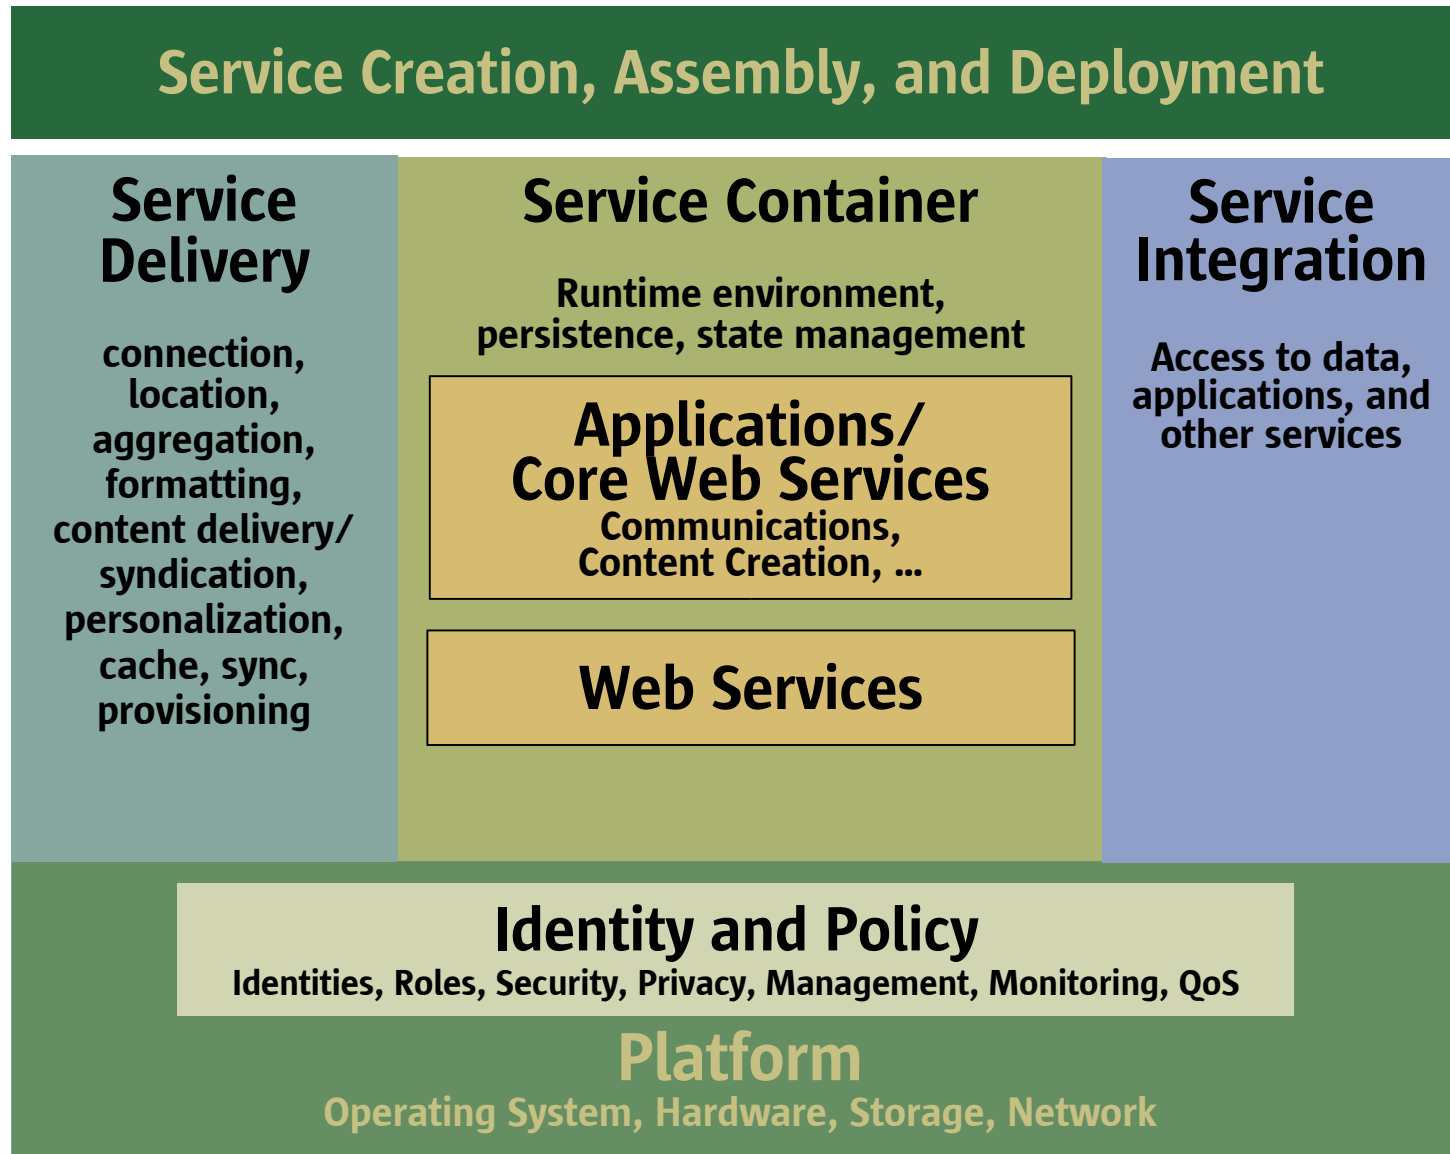 Service Creation, Assembly, and Deployment
Service
Delivery
connection,
location,
aggregation,
formatting,
content delivery/
syndication,
personalization,
cache, sync,
provisioning
Service Container
Runtime environment,
persistence, state management
Applications/
Core Web Services
Communications,
Content Creation, ...
Web Services
Service
Integration
Access to data,
applications, and
other services
Identity and Policy
Identities, Roles, Security, Privacy, Management, Monitoring, QoS
Platform
Operating System, Hardware, Storage, Network